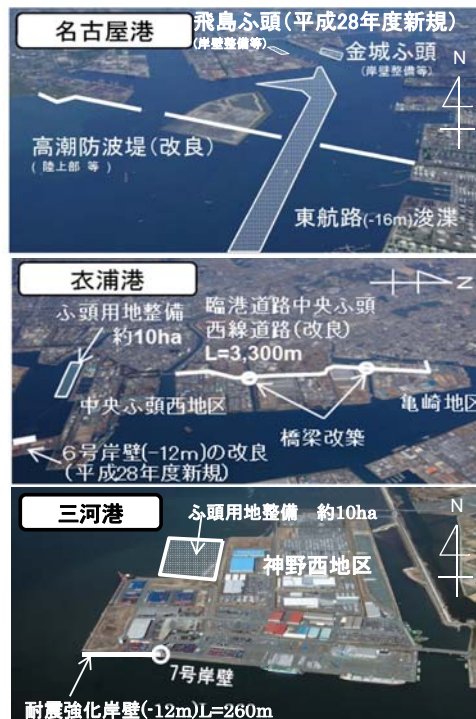 名古屋港
飛島ふ頭(平成28年度新規)
(岸壁整備等)
金城ふ頭
(岸壁整備等)
N
高潮防波堤(改良)
( 陸上部 等 )
東航路(-16m)浚渫
衣浦港
N
ふ頭用地整備
約10ha
臨港道路中央ふ頭
西線道路(改良)
L=3,300m
中央ふ頭西地区
亀崎地区
橋梁改築
6号岸壁(-12m)の改良
(平成28年度新規)
三河港
ふ頭用地整備 約10ha
N
神野西地区
7号岸壁
耐震強化岸壁(-12m)L=260m